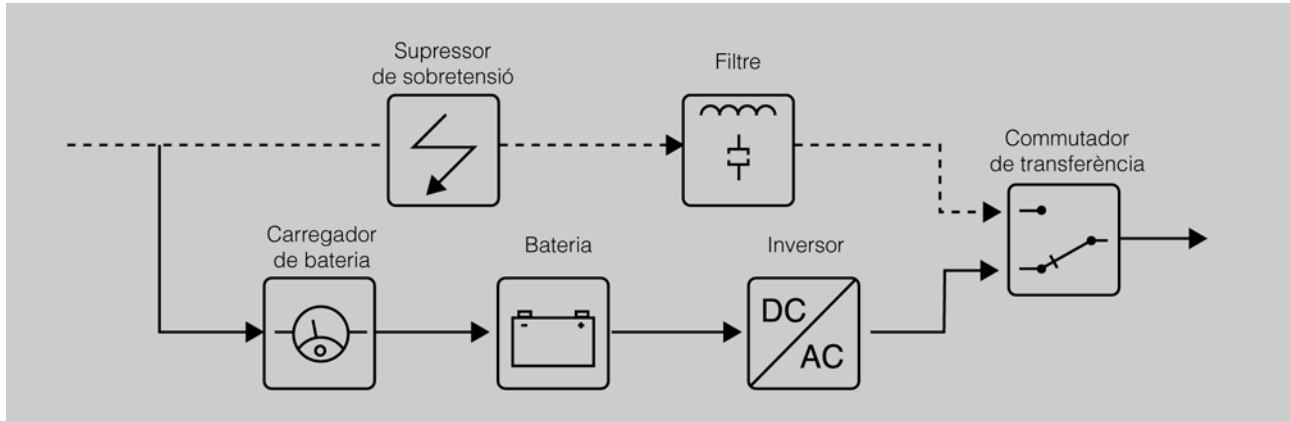 Supressor
de sobretensió
Filtre
Commutador
de transferència
Carregador
de bateria
Bateria
Inversor
- +
DC
AC